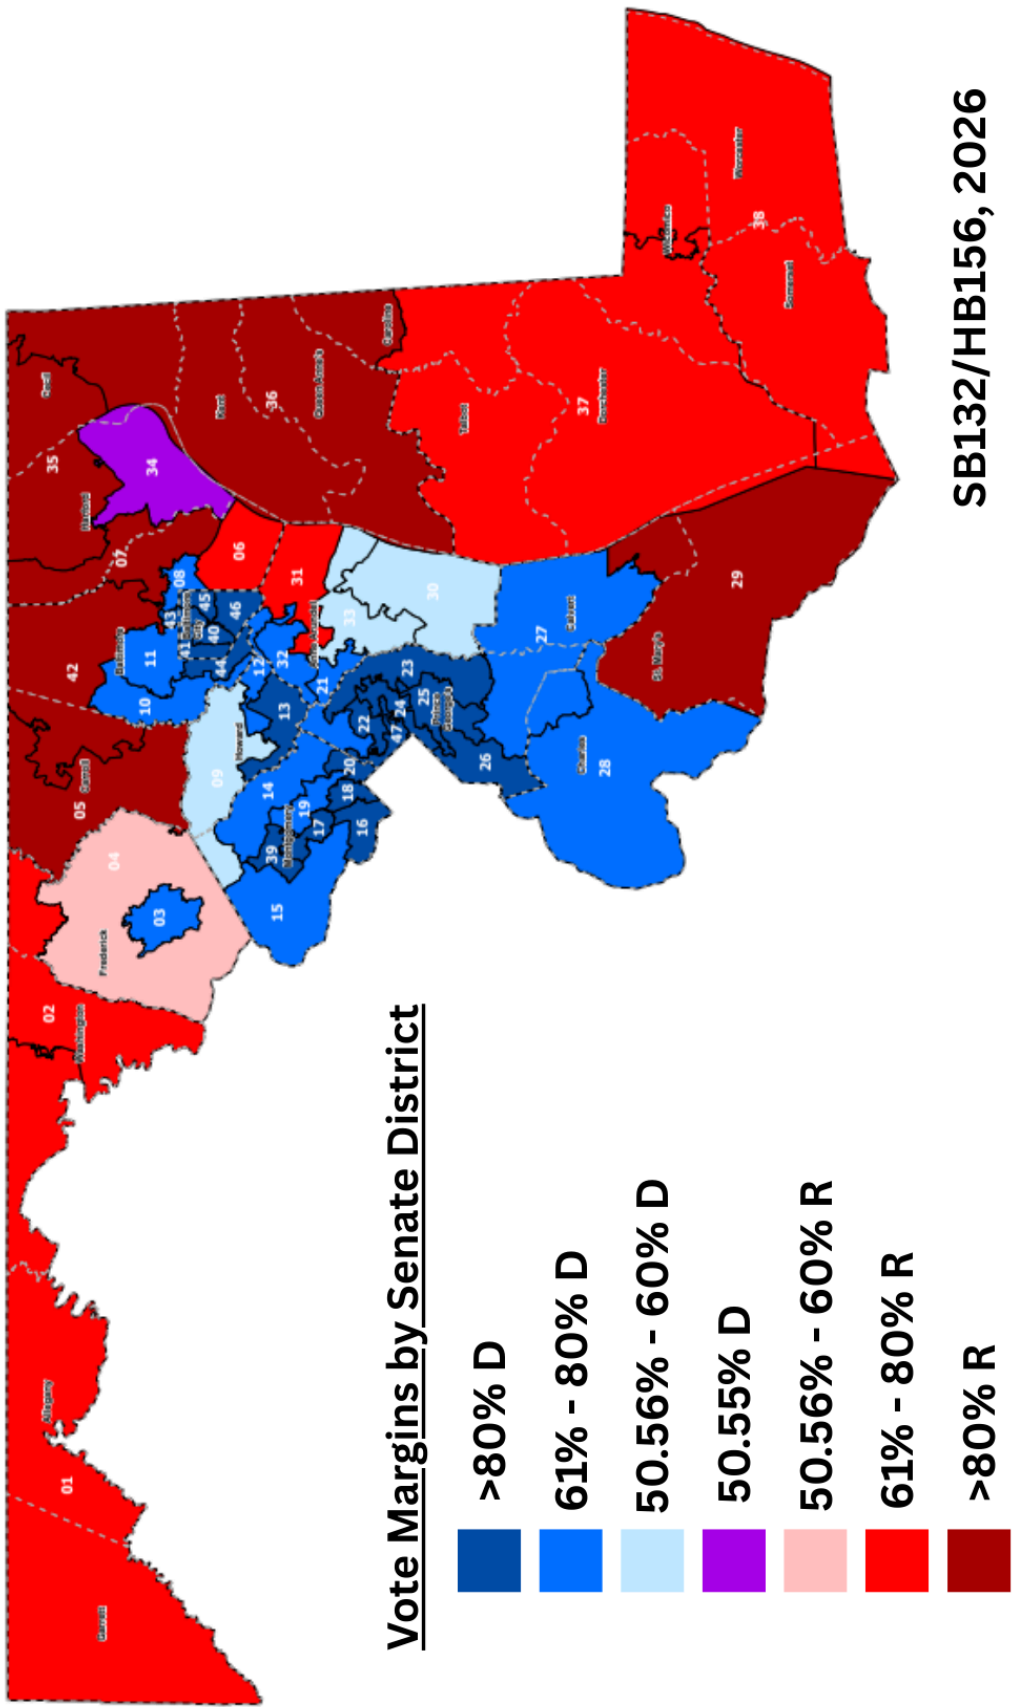 Garrett
01
Allegany
02
Washington
Frederick
03
04
05
Carroll
42
Baltimore
07
Harford
35
Cecil
34
10
11
43
08
41
Baltimore
City
45
40
46
44
06
Kent
36
Queen Anne's
Caroline
09
Howard
13
12
32
31
Anne Arundel
21
33
30
15
14
39
Montgomery
19
17
18
16
20
22
47
24
25
Prince
George's
23
26
27
Calvert
Charles
28
St. Mary's
29
Talbot
37
Dorchester
Wicomico
Worcester
38
Somerset
Vote Margins by Senate District
>80% D
61% - 80% D
50.56% - 60% D
50.55% D
50.56% - 60% R
61% - 80% R
>80% R
SB132/HB156, 2026